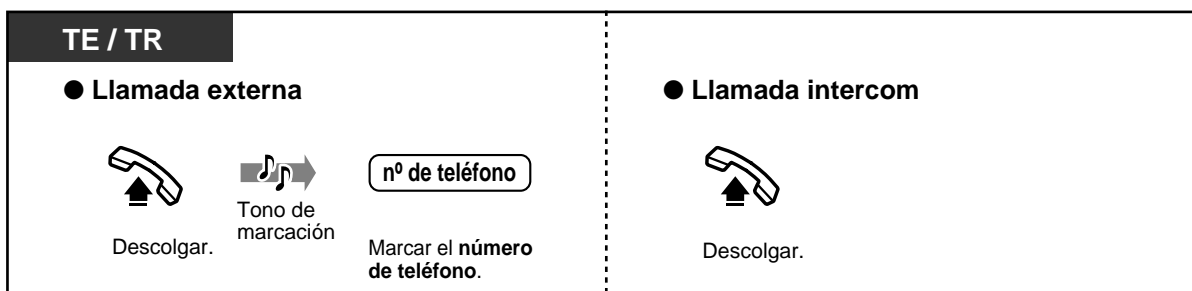 TE / TR
● Llamada externa
Descolgar.
Tono de
marcación
nº de teléfono
Marcar el número
de teléfono.
● Llamada intercom
Descolgar.